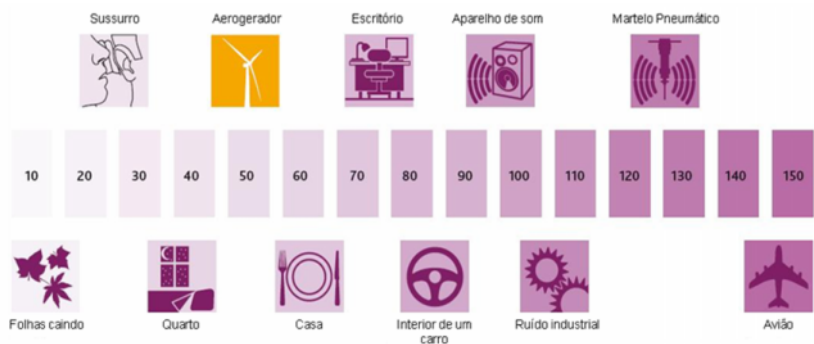 Sussurro
Aerogerador
Escritório
Aparelho de som
Martelo Pneumático
10 20 30 40 50 60 70 80 90 100 110 120 130 140 150
Folhas caindo
Quarto
Casa
Interior de um
carro
Ruído industrial
Avião